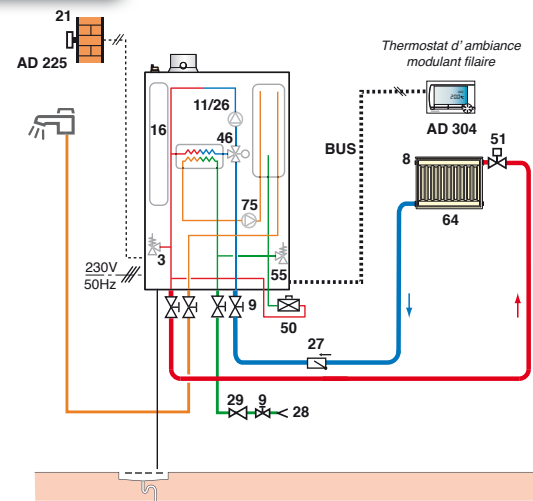 21
AD 225
Thermostat d' ambiance
modulant filaire
11/26
16
46
BUS
AD 304
51
8
64
75
3
55
230V
50Hz
9
50
27
29
9
28